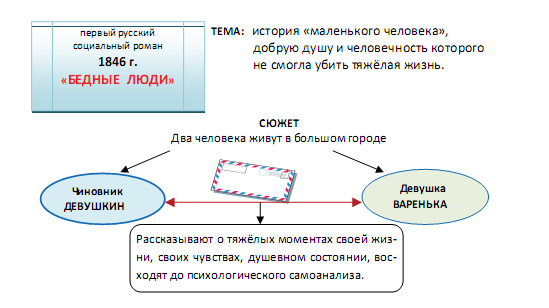 первый русский
социальный роман
1846 г.
«БЕДНЫЕ ЛЮДИ»
ТЕМА: история «маленького человека»,
добрую душу и человечность которого
не смогла убить тяжёлая жизнь.
СЮЖЕТ
Два человека живут в большом городе
Чиновник
ДЕВУШКИН
Девушка
ВАРЕНЬКА
Рассказывают о тяжёлых моментах своей жиз-
ни, своих чувствах, душевном состоянии, вос-
ходят до психологического самоанализа.